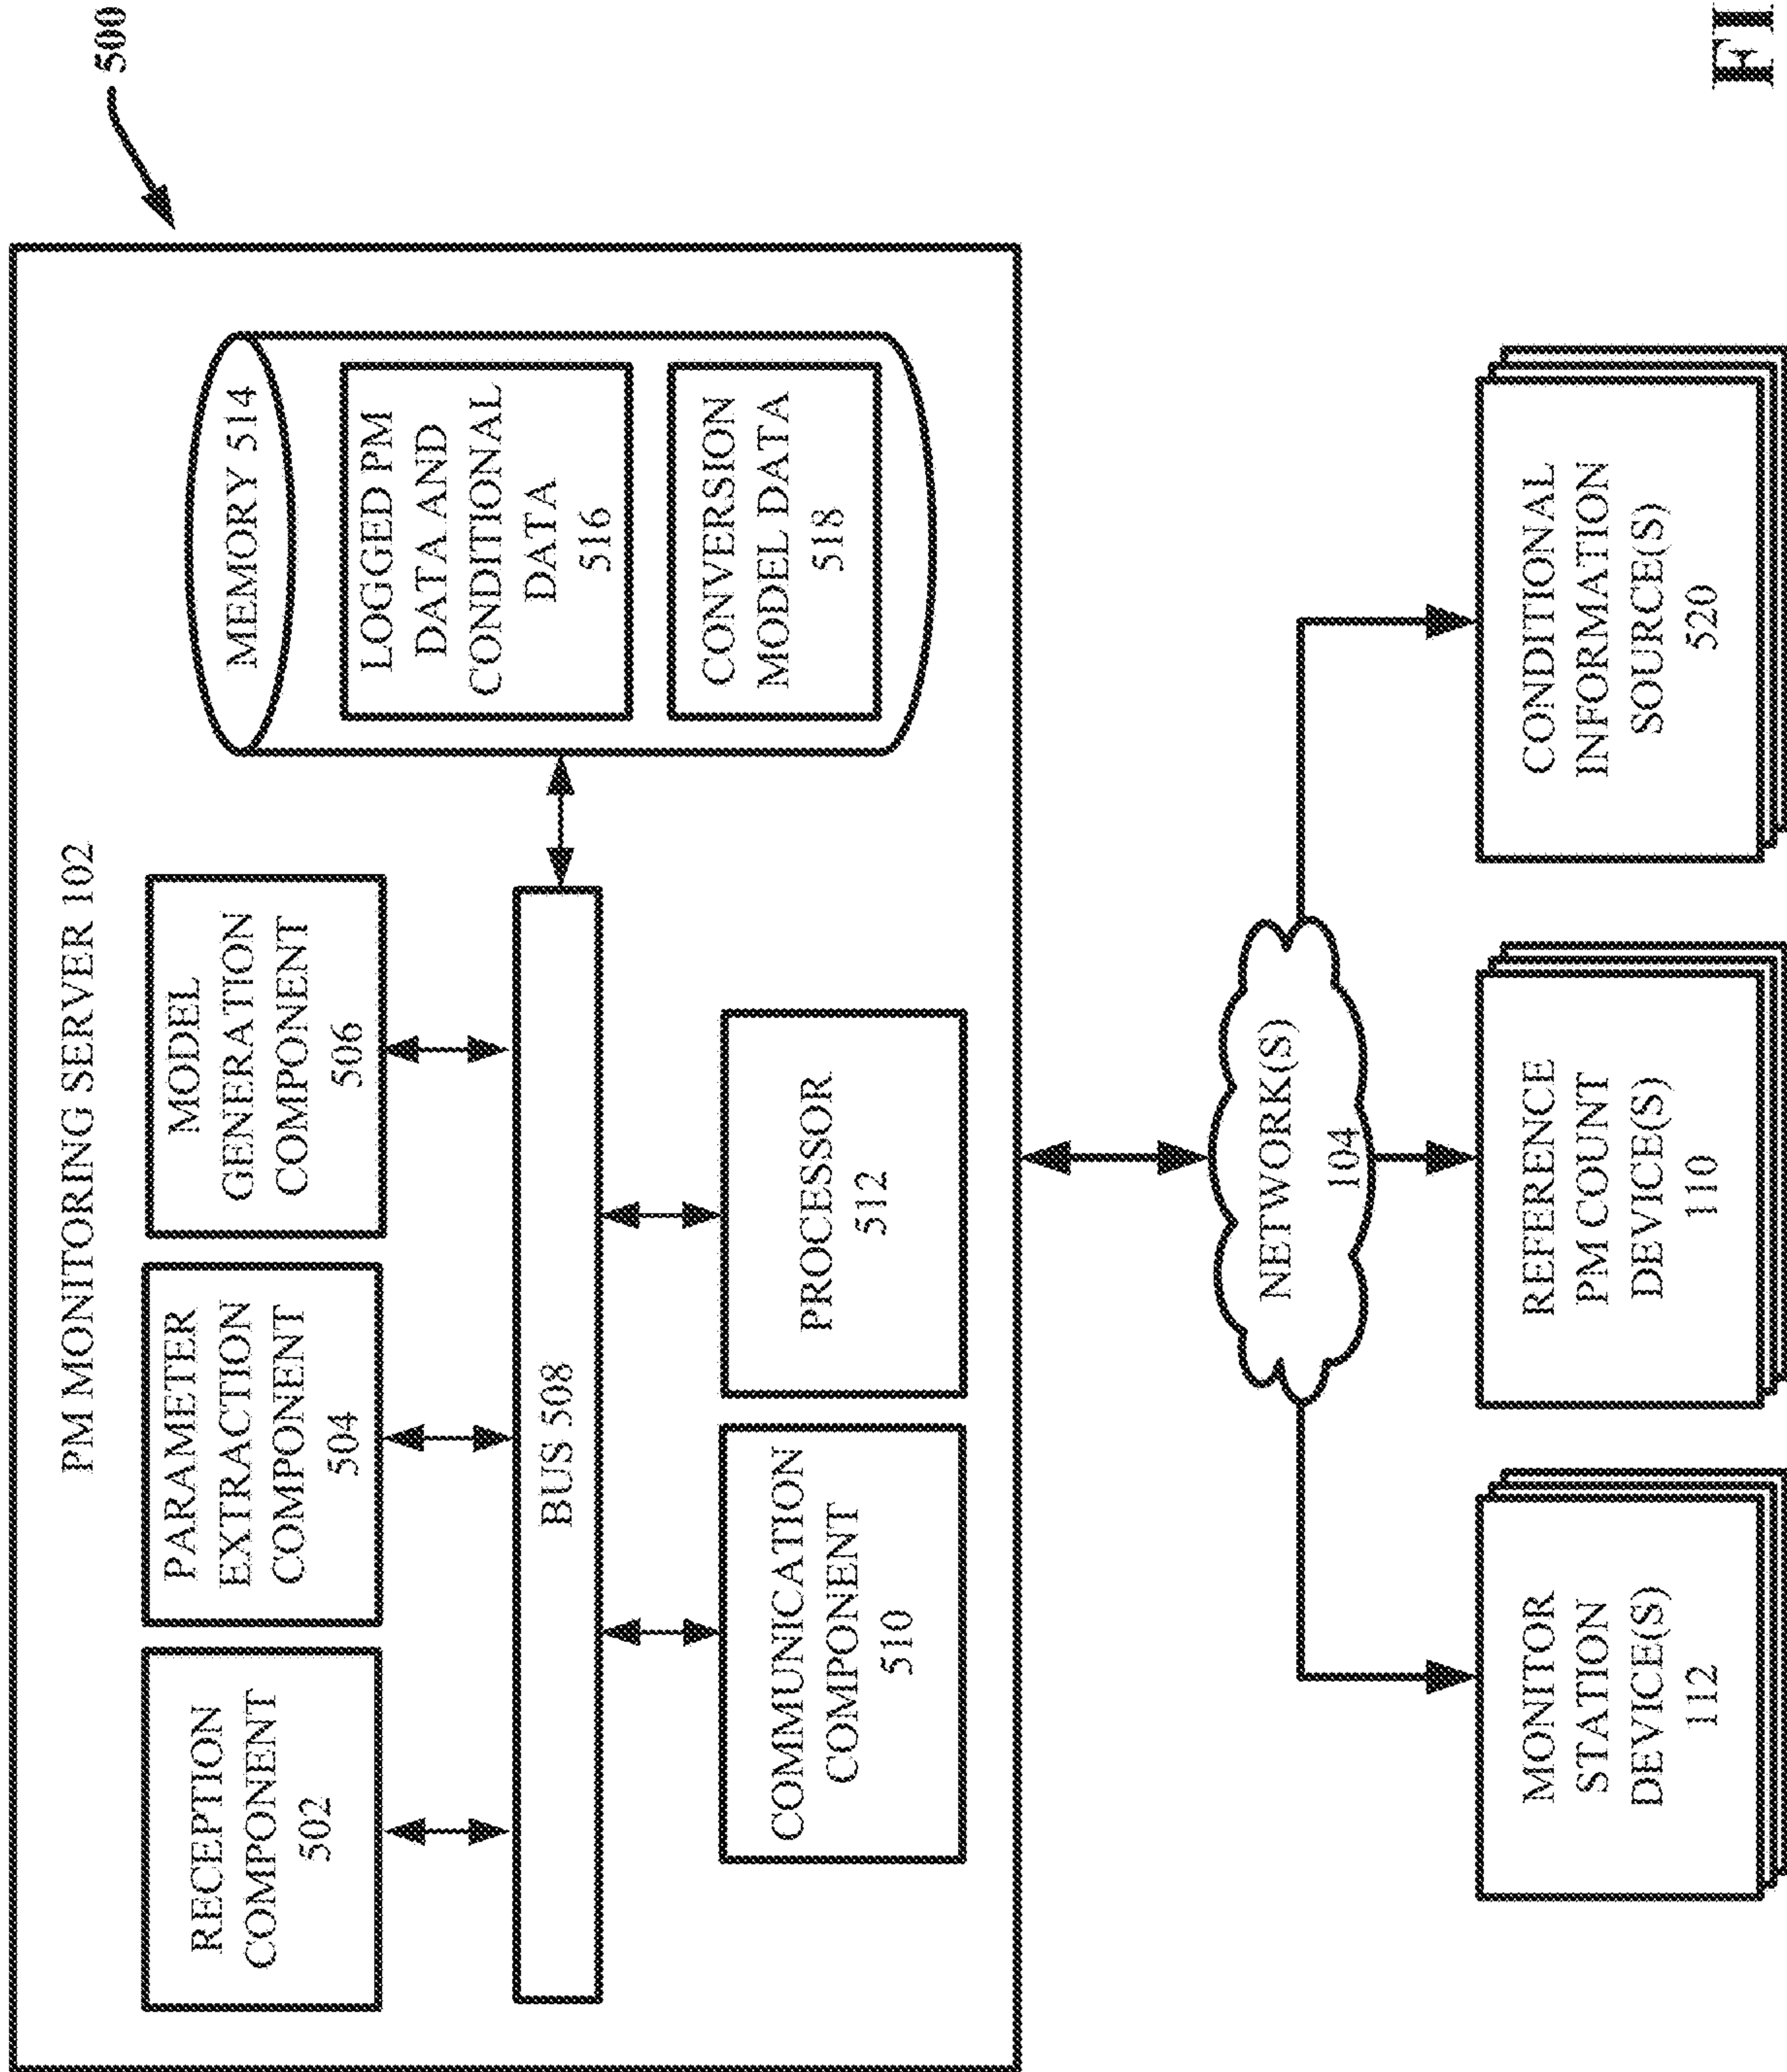 500
PM MONITORING SERVER 102
RECEPTION
COMPONENT
502
PARAMETER
EXTRACTION
COMPONENT
504
MODEL
GENERATION
COMPONENT
506
MEMORY 514
LOGGED PM
DATA AND
CONDITIONAL
DATA
516
CONVERSION
MODEL DATA
518
BUS 508
COMMUNICATION
COMPONENT
510
PROCESSOR
512
NETWORK(S)
104
MONITOR
STATION
DEVICE(S)
112
REFERENCE
PM COUNT
DEVICE(S)
110
CONDITIONAL
INFORMATION
SOURCE(S)
520
FI